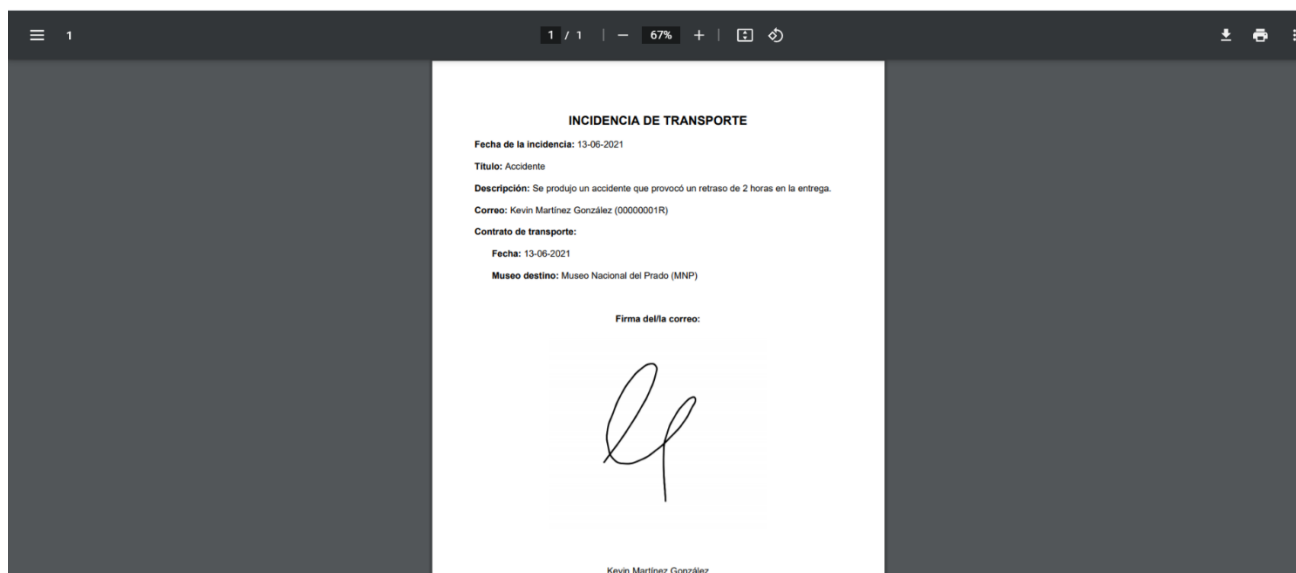 1
1 / 1
67%
INCIDENCIA DE TRANSPORTE
Fecha de la incidencia: 13-06-2021
Título: Accidente
Descripción: Se produjo un accidente que provocó un retraso de 2 horas en la entrega.
Correo: Kevin Martínez González (00000001R)
Contrato de transporte:
Fecha: 13-06-2021
Museo destino: Museo Nacional del Prado (MNP)
Firma del/la correo:
Kevin Martínez González